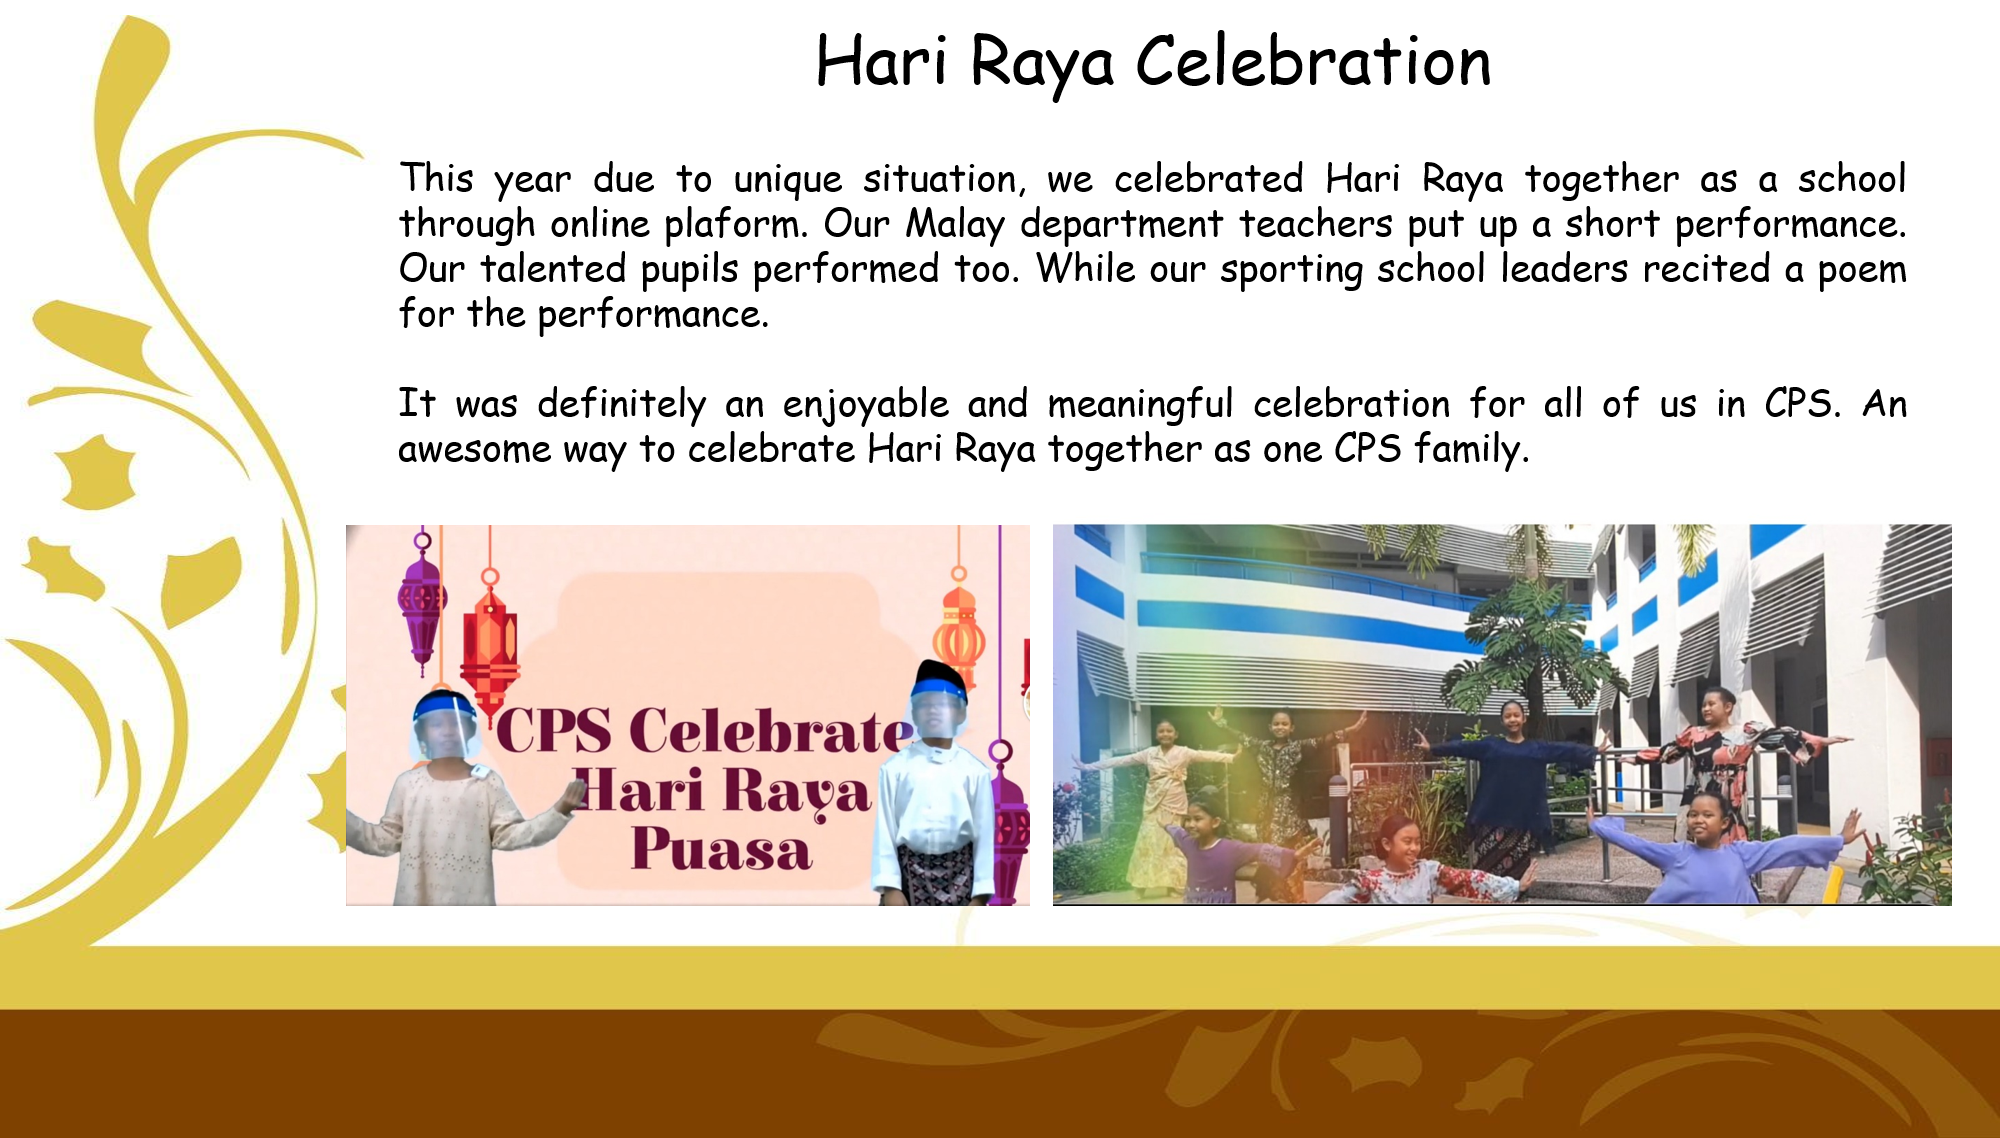 Hari Raya Celebration
This year due to unique situation, we celebrated Hari Raya together as a school
through online plaform. Our Malay department teachers put up a short performance.
Our talented pupils performed too. While our sporting school leaders recited a poem
for the performance.
It was definitely an enjoyable and meaningful celebration for all of us in CPS. An
awesome way to celebrate Hari Raya together as one CPS family.
CPS Celebrate
Hari Raya
Puasa